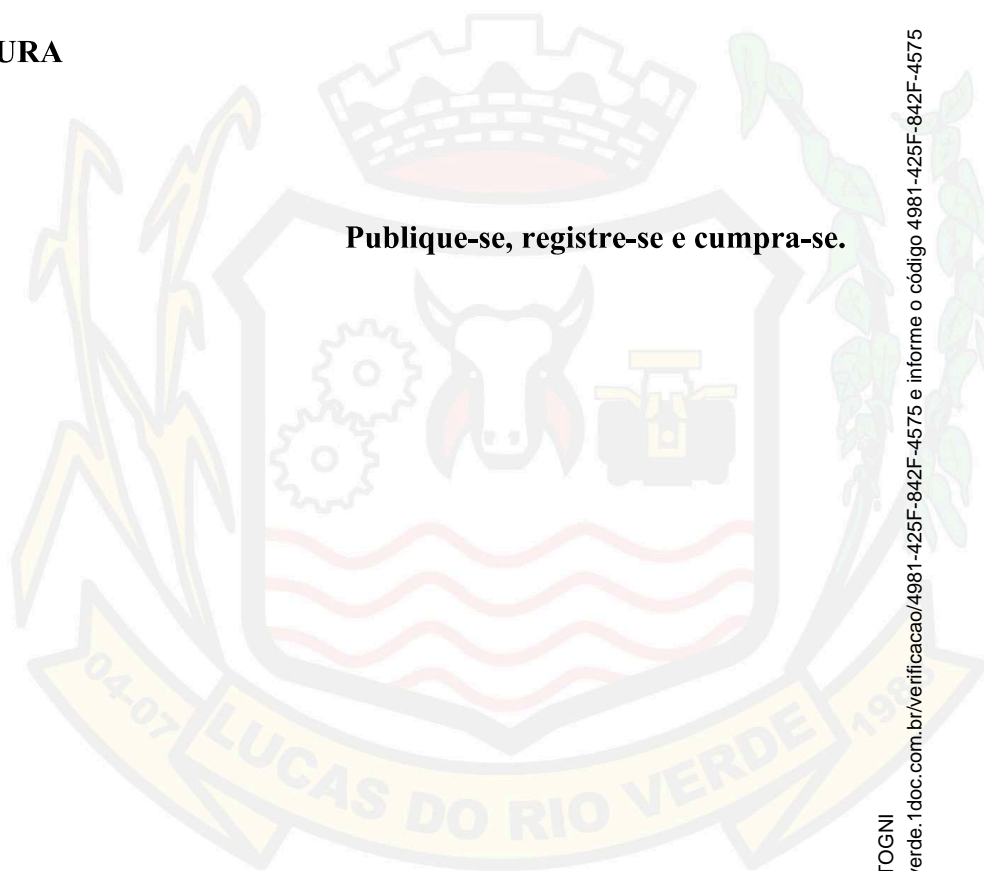 URA
Publique-se, registre-se e cumpra-se.
04-07
LUCAS DO RIO VERDE
TOGNI
verde.1doc.com.br/verificacao/4981-425F-842F-4575 e informe o código 4981-425F-842F-4575